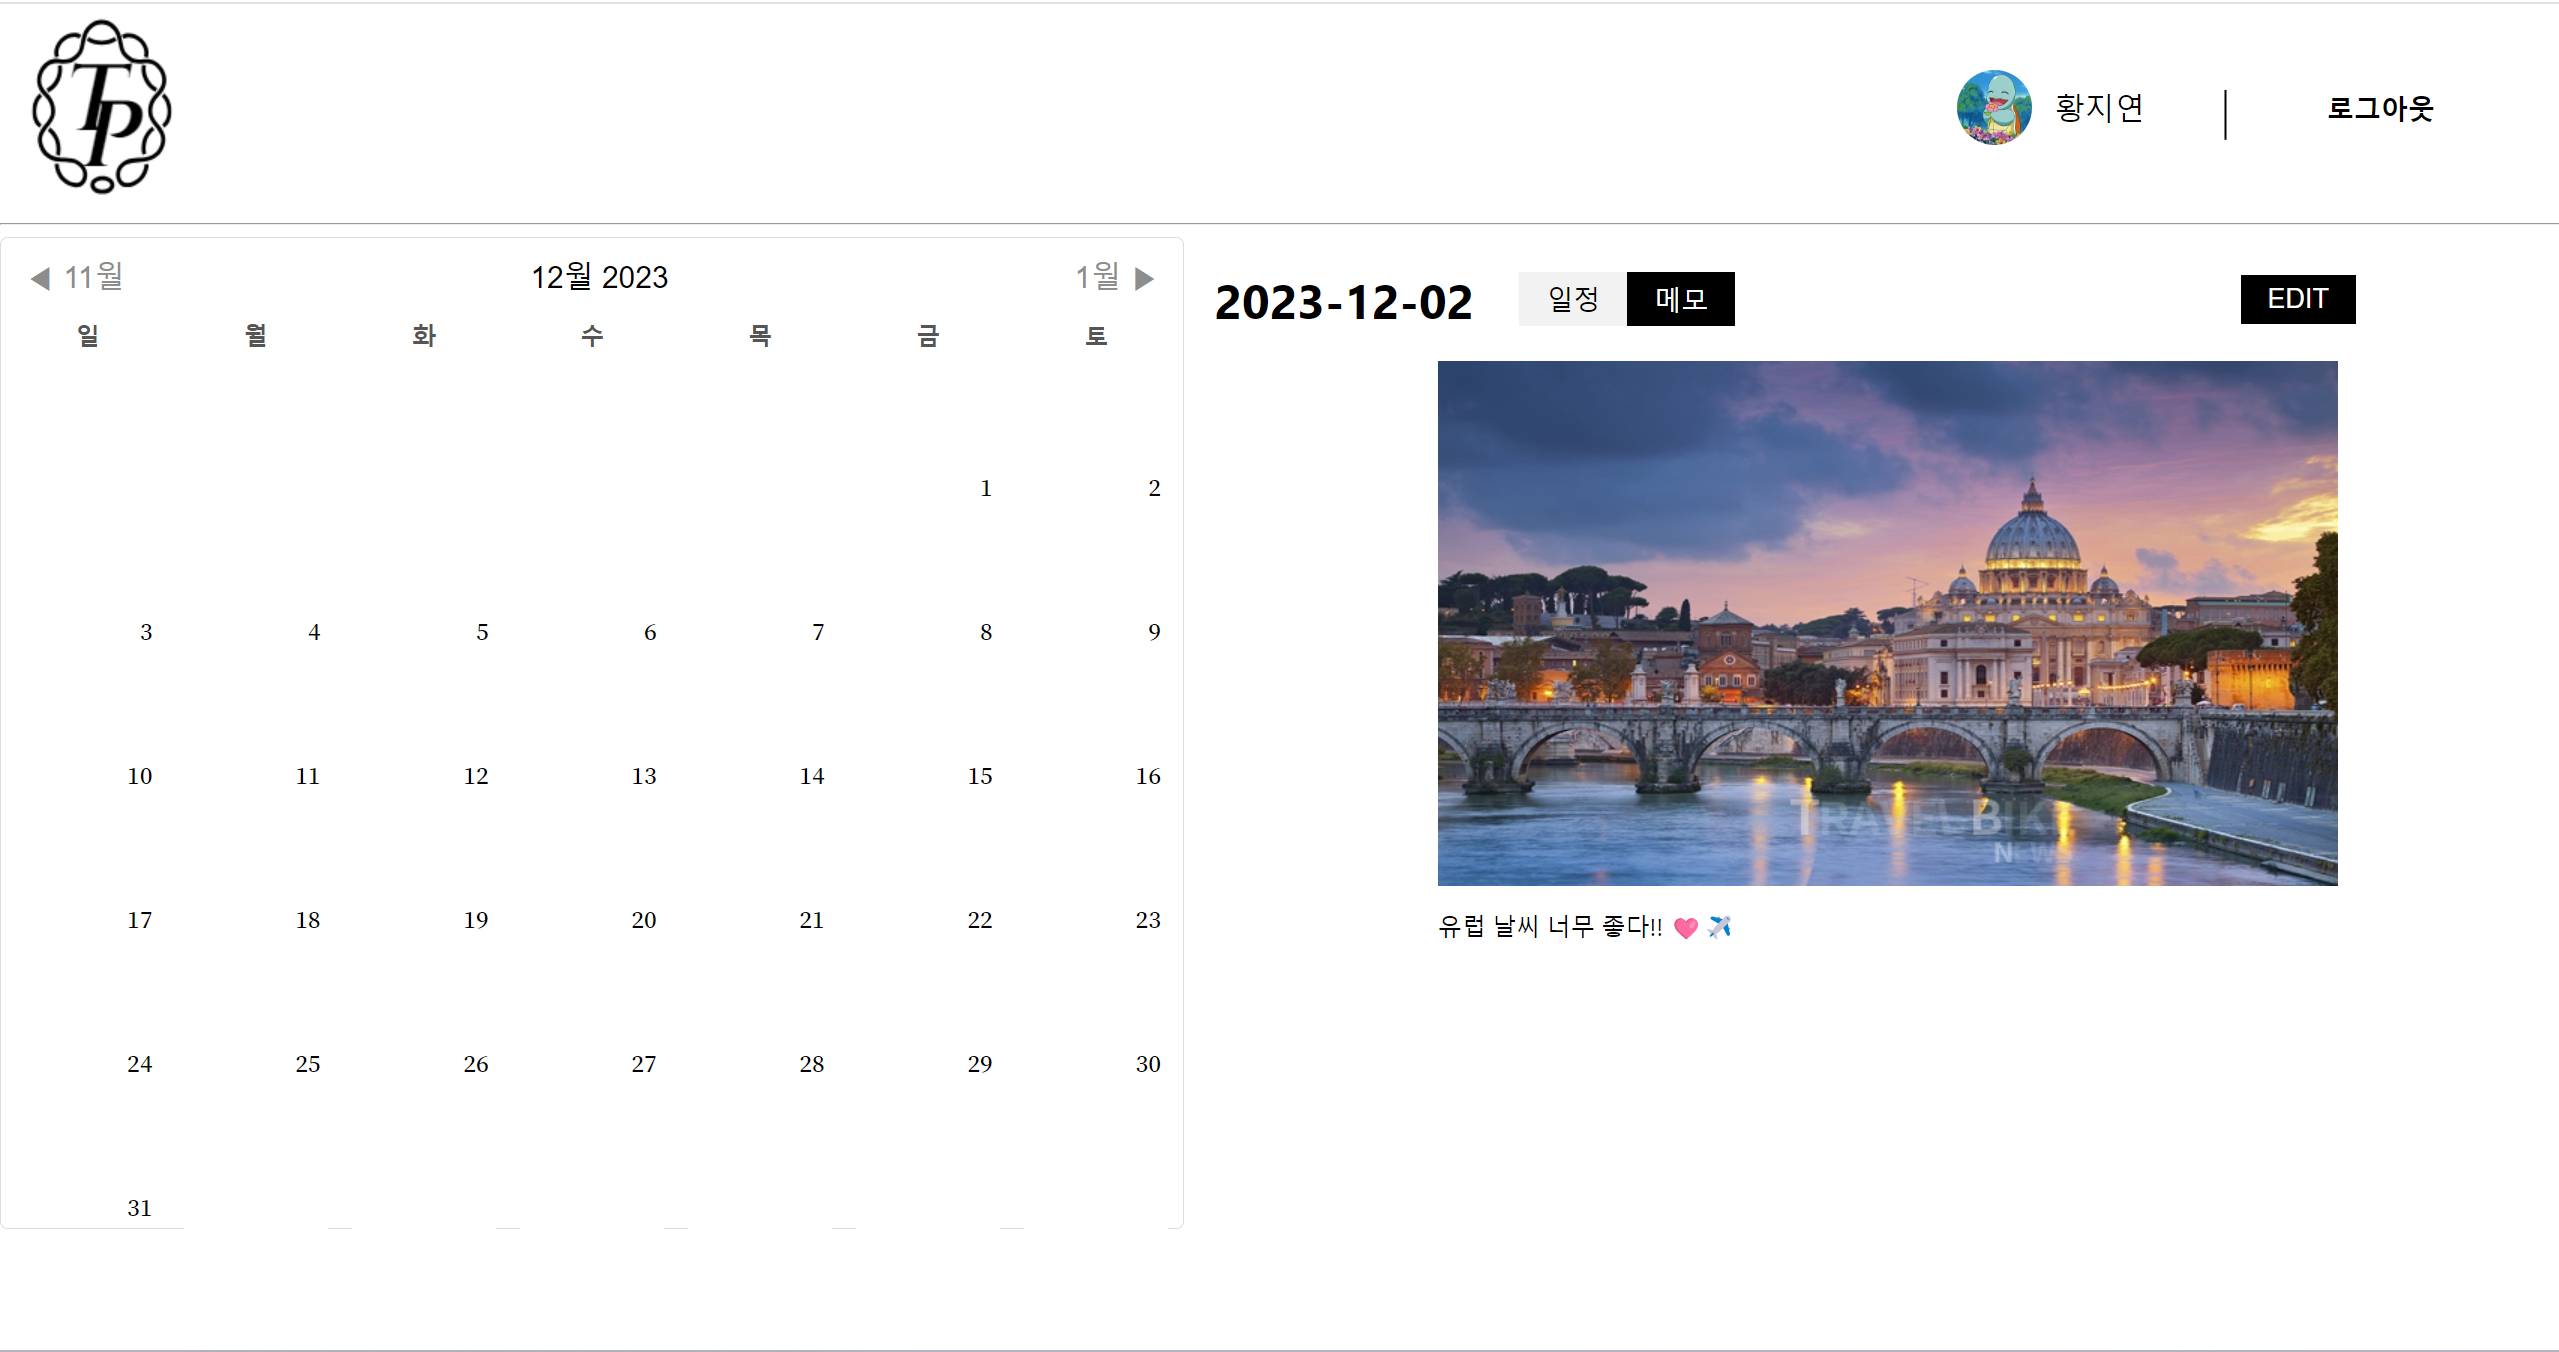 TP
황지연 | 로그아웃
◀ 11월 12월 2023 1월 ▶
일 월 화 수 목 금 토
1 2
3 4 5 6 7 8 9
10 11 12 13 14 15 16
17 18 19 20 21 22 23
24 25 26 27 28 29 30
31
2023-12-02 일정 메모 EDIT
TRAVEL BIKE
NEWS
유럽 날씨 너무 좋다!! 🩷 ✈️